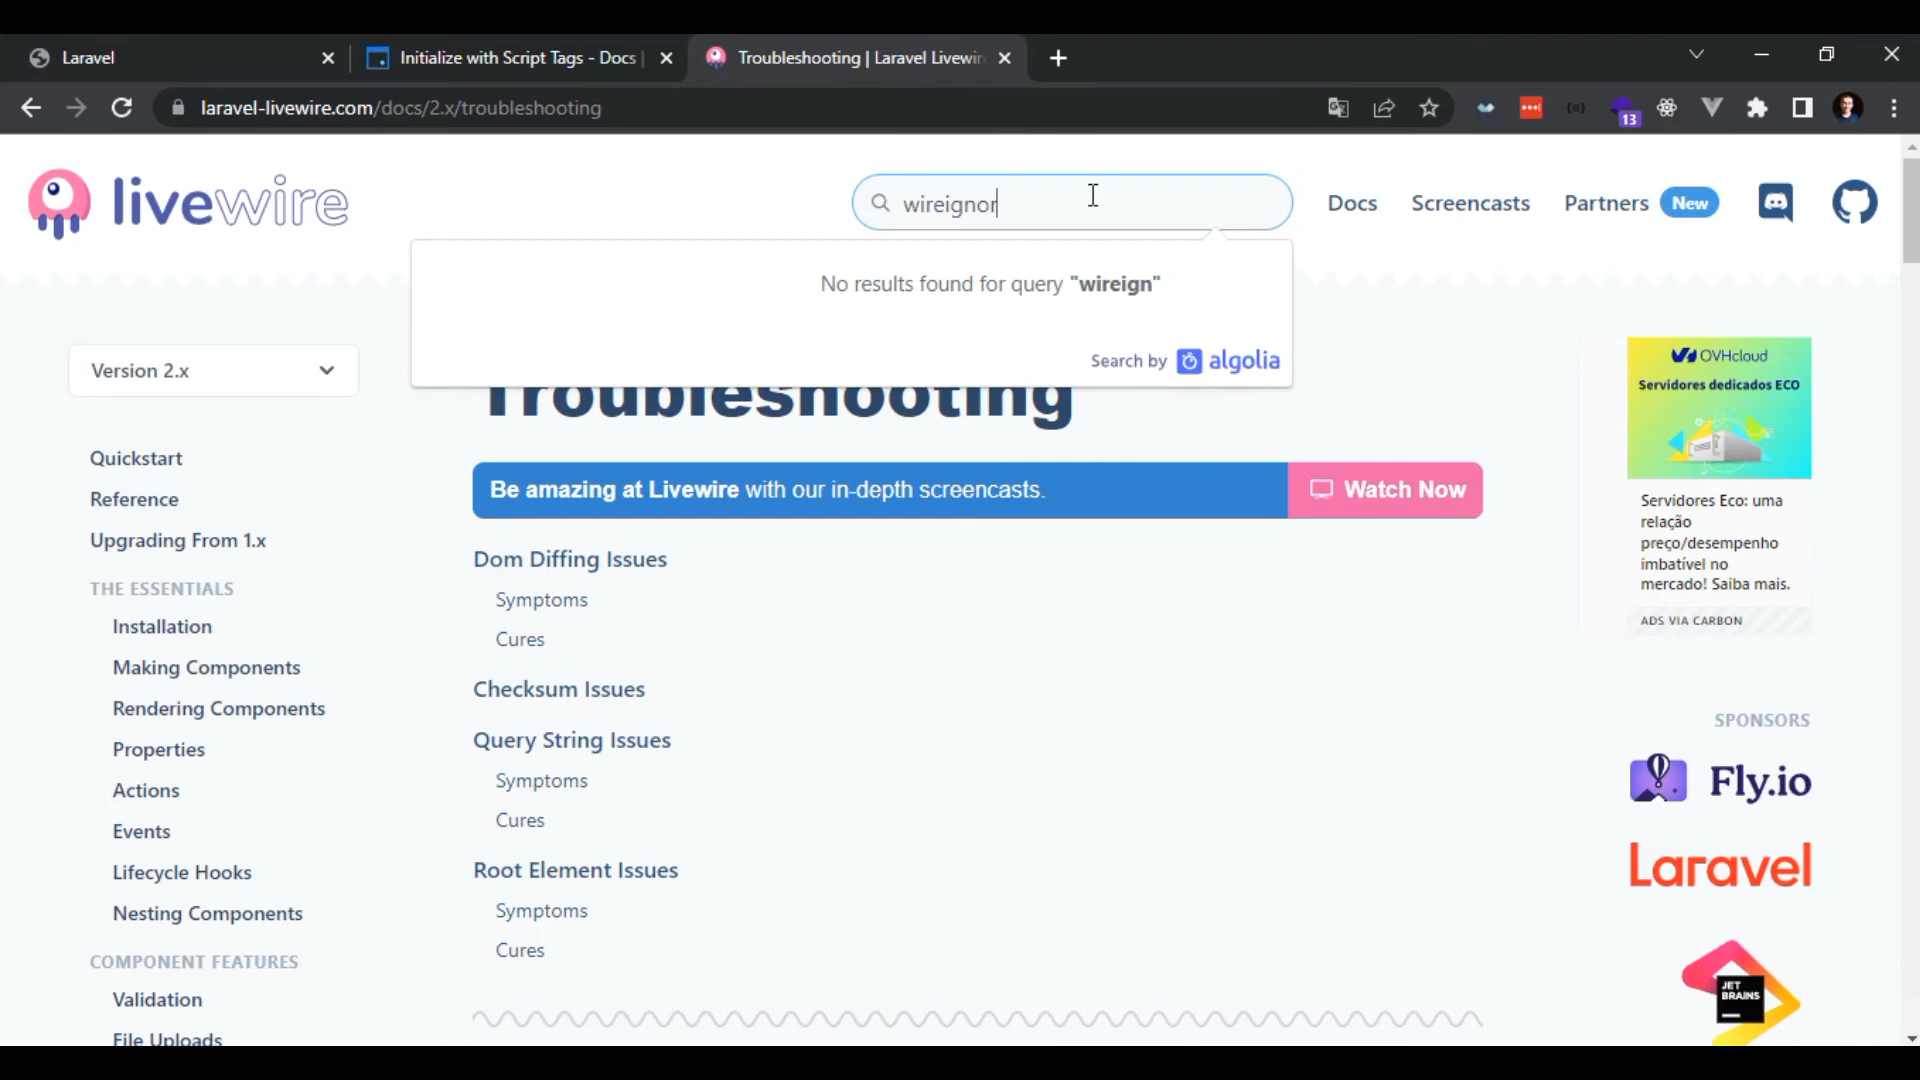 Laravel
Initialize with Script Tags - Docs |
Troubleshooting | Laravel Livewir
laravel-livewire.com/docs/2.x/troubleshooting
13
livewire
wireignor
Docs
Screencasts
Partners
New
No results found for query "wireign"
Search by algolia
Troubleshooting
Version 2.x
Be amazing at Livewire with our in-depth screencasts.
Watch Now
Quickstart
Reference
Upgrading From 1.x
THE ESSENTIALS
Installation
Making Components
Rendering Components
Properties
Actions
Events
Lifecycle Hooks
Nesting Components
COMPONENT FEATURES
Validation
File Uploads
Dom Diffing Issues
Symptoms
Cures
Checksum Issues
Query String Issues
Symptoms
Cures
Root Element Issues
Symptoms
Cures
OVHcloud
Servidores dedicados ECO
Servidores Eco: uma
relação
preço/desempenho
imbatível no
mercado! Saiba mais.
ADS VIA CARBON
SPONSORS
Fly.io
Laravel
JET
BRAINS